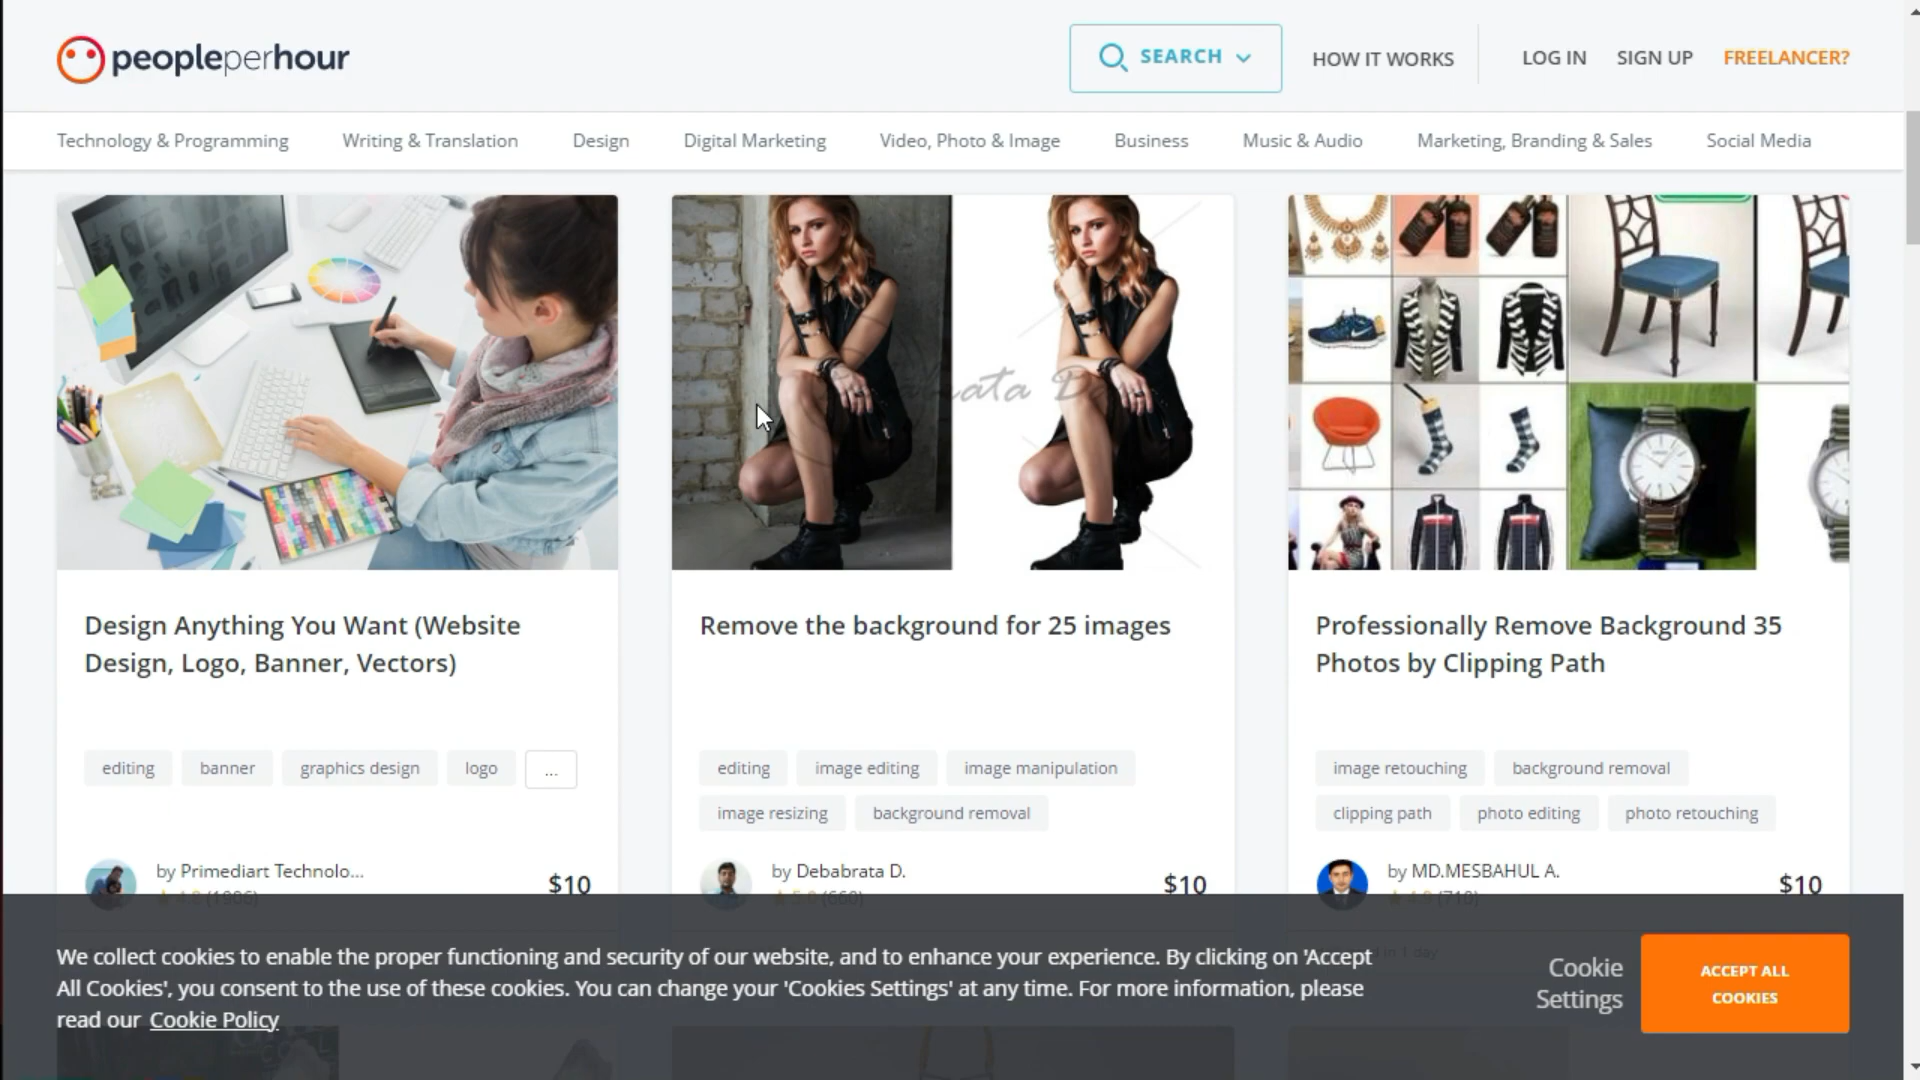 peopleperhour
SEARCH
HOW IT WORKS
LOG IN
SIGN UP
FREELANCER?
Technology & Programming
Writing & Translation
Design
Digital Marketing
Video, Photo & Image
Business
Music & Audio
Marketing, Branding & Sales
Social Media
Design Anything You Want (Website
Design, Logo, Banner, Vectors)
editing
banner
graphics design
logo
...
by Primediart Technolo...
$10
Remove the background for 25 images
editing
image editing
image manipulation
image resizing
background removal
by Debabrata D.
5.0 (660)
$10
Professionally Remove Background 35
Photos by Clipping Path
image retouching
background removal
clipping path
photo editing
photo retouching
by MD.MESBAHUL A.
4.9 (710)
$10
We collect cookies to enable the proper functioning and security of our website, and to enhance your experience. By clicking on 'Accept
All Cookies', you consent to the use of these cookies. You can change your 'Cookies Settings' at any time. For more information, please
read our Cookie Policy
Cookie
Settings
ACCEPT ALL
COOKIES